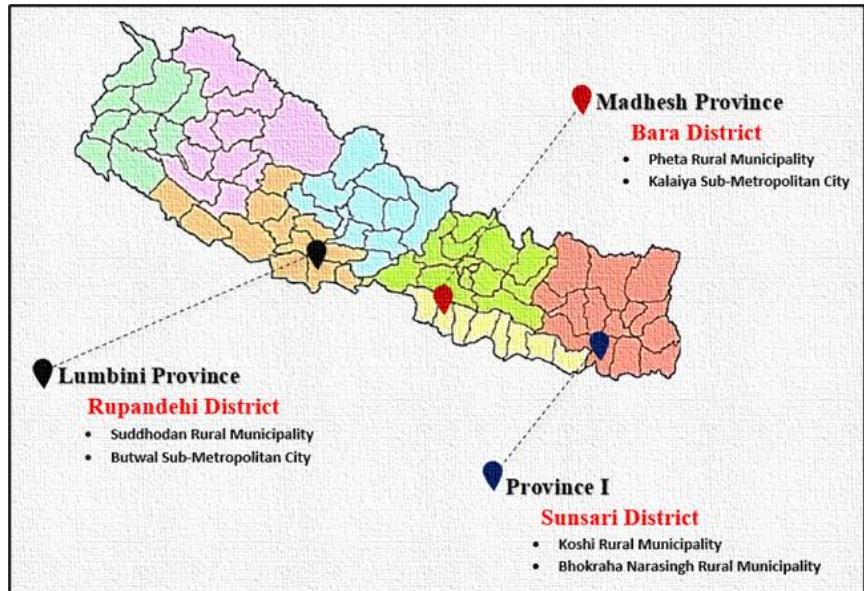 Madhesh Province
Bara District
• Pheta Rural Municipality
• Kalaiya Sub-Metropolitan City
Lumbini Province
Rupandehi District
• Suddhodan Rural Municipality
• Butwal Sub-Metropolitan City
Province I
Sunsari District
• Koshi Rural Municipality
• Bhokraha Narasingh Rural Municipality